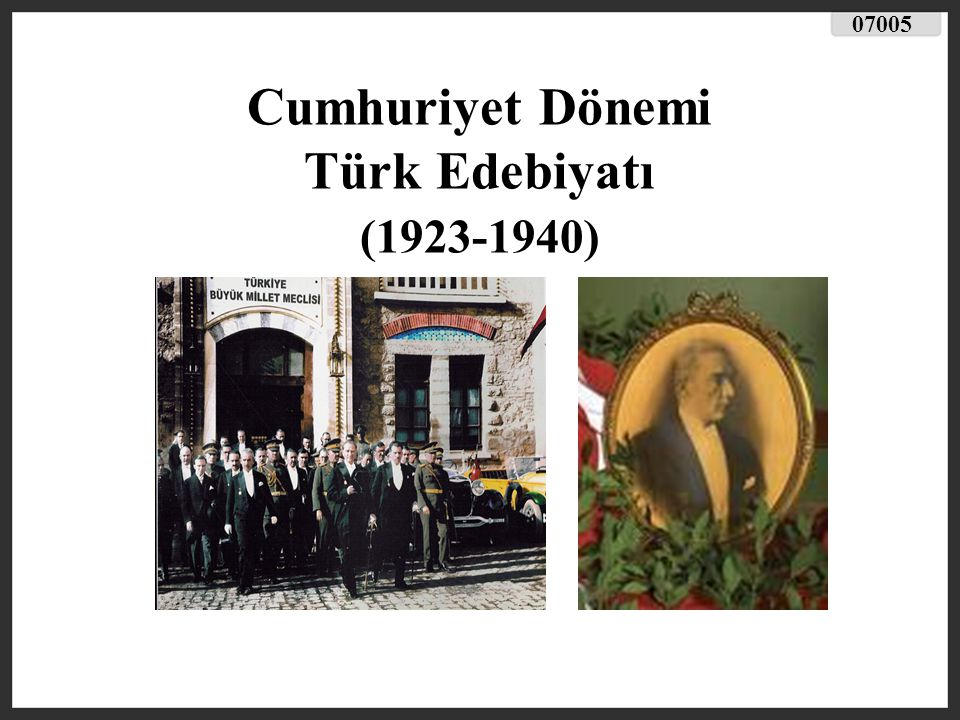 07005
Cumhuriyet Dönemi
Türk Edebiyatı
(1923-1940)
TÜRKİYE
BÜYÜK MİLLET MECLİSİ